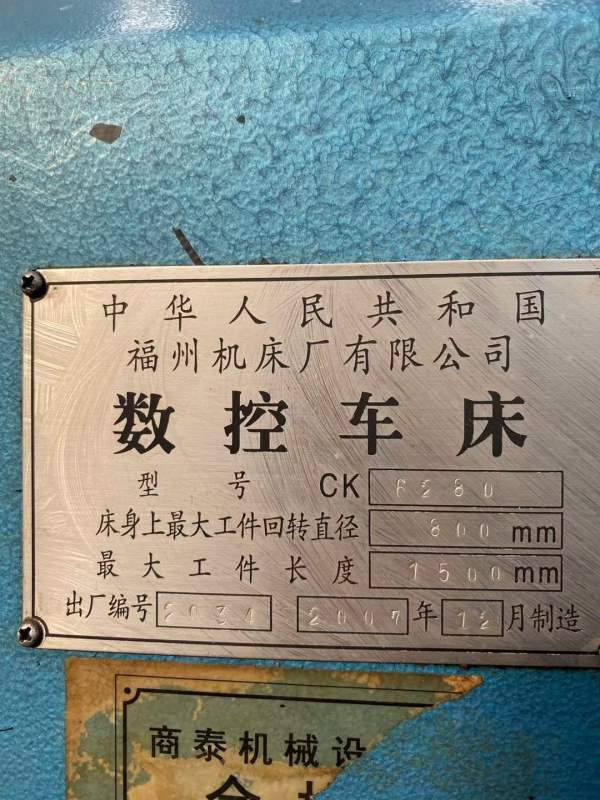 中华人民共和国
福州机床厂有限公司
数控车床
型号 CK 6280
床身上最大工件回转直径 800 mm
最大工件长度 1500 mm
出厂编号 2034 2007 年 12 月制造
商泰机械设